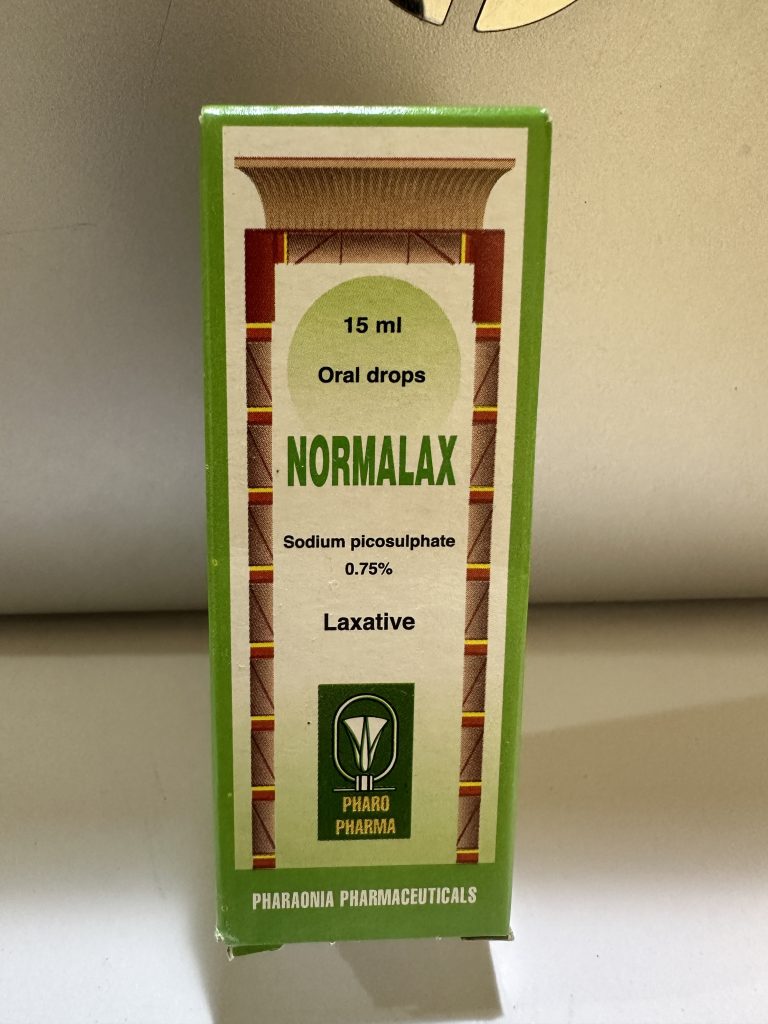 15 ml
Oral drops
NORMALAX
Sodium picosulphate
0.75%
Laxative
PHARO
PHARMA
PHARAONIA PHARMACEUTICALS